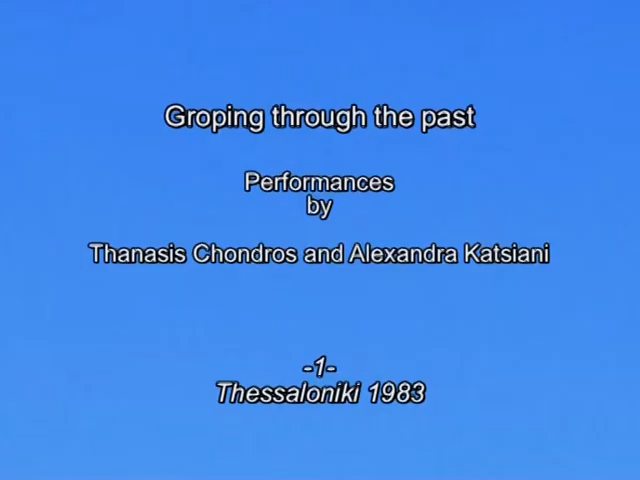 Groping through the past
Performances
by
Thanasis Chondros and Alexandra Katsiani
-1-
Thessaloniki 1983